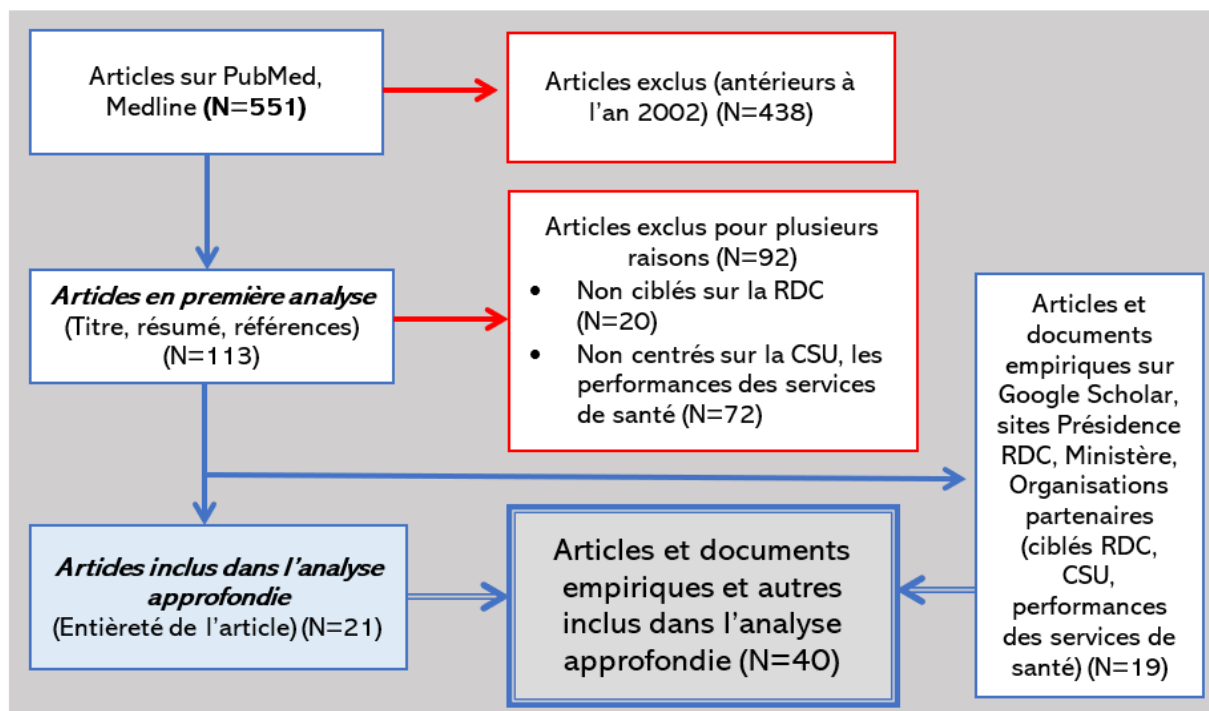 Articles sur PubMed,
Medline (N=551)
Articles exclus (antérieurs à
l’an 2002) (N=438)
Articles exclus pour plusieurs
raisons (N=92)
• Non ciblés sur la RDC
(N=20)
• Non centrés sur la CSU, les
performances des services
de santé (N=72)
Articles en première analyse
(Titre, résumé, références)
(N=113)
Articles et
documents
empiriques sur
Google Scholar,
sites Présidence
RDC, Ministère,
Organisations
partenaires
(ciblés RDC,
CSU,
performances
des services de
santé) (N=19)
Articles inclus dans l’analyse
approfondie
(Entièreté de l’article) (N=21)
Articles et documents
empiriques et autres
inclus dans l’analyse
approfondie (N=40)